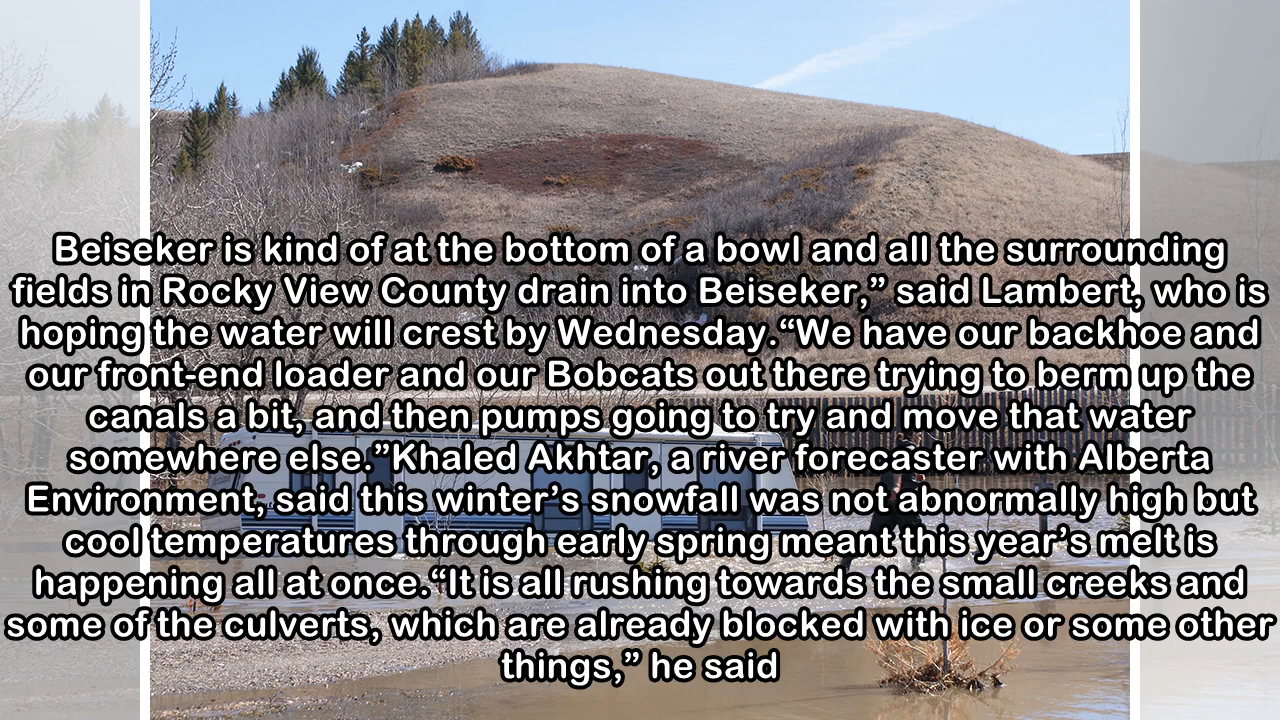 Beiseker is kind of at the bottom of a bowl and all the surrounding
fields in Rocky View County drain into Beiseker,” said Lambert, who is
hoping the water will crest by Wednesday.“We have our backhoe and
our front-end loader and our Bobcats out there trying to berm up the
canals a bit, and then pumps going to try and move that water
somewhere else.”Khaled Akhtar, a river forecaster with Alberta
Environment, said this winter’s snowfall was not abnormally high but
cool temperatures through early spring meant this year’s melt is
happening all at once.“It is all rushing towards the small creeks and
some of the culverts, which are already blocked with ice or some other
things,” he said